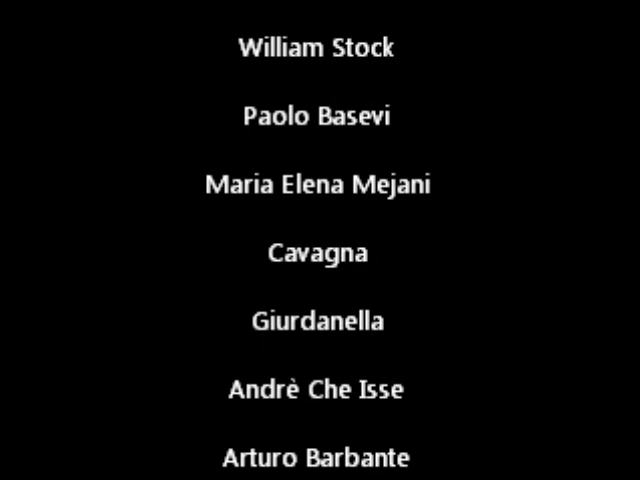 William Stock
Paolo Basevi
Maria Elena Mejani
Cavagna
Giurdanella
Andrè Che Isse
Arturo Barbante